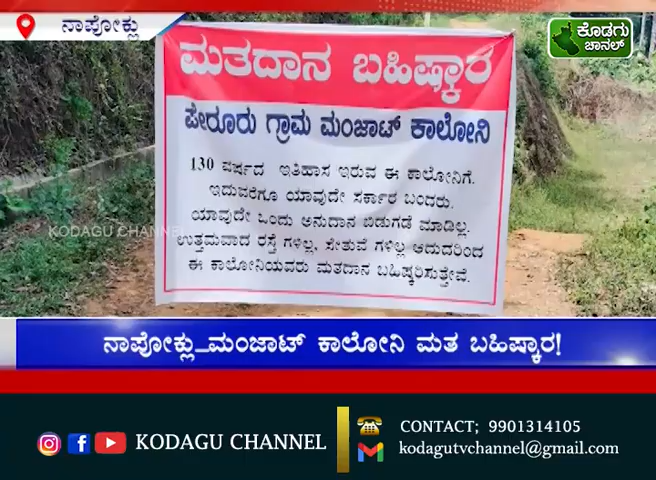 ನಾಪೋಕ್ಲು
ಕೊಡಗು
ಚಾನಲ್
ಮತದಾನ ಬಹಿಷ್ಕಾರ
ಪೇರೂರು ಗ್ರಾಮ ಮಂಜಾಟ್ ಕಾಲೋನಿ
130 ವರ್ಷದ ಇತಿಹಾಸ ಇರುವ ಈ ಕಾಲೋನಿಗೆ.
ಇದುವರೆಗೂ ಯಾವುದೇ ಸರ್ಕಾರ ಬಂದರು.
ಯಾವುದೇ ಒಂದು ಅನುದಾನ ಬಿಡುಗಡೆ ಮಾಡಿಲ್ಲ.
ಉತ್ತಮವಾದ ರಸ್ತೆ ಗಳಿಲ್ಲ, ಸೇತುವೆ ಗಳಿಲ್ಲ ಆದುದರಿಂದ
ಈ ಕಾಲೋನಿಯವರು ಮತದಾನ ಬಹಿಷ್ಕರಿಸುತ್ತೇವೆ.
KODAGU CHANNEL
ನಾಪೋಕ್ಲು_ಮಂಜಾಟ್ ಕಾಲೋನಿ ಮತ ಬಹಿಷ್ಕಾರ!
KODAGU CHANNEL
CONTACT; 9901314105
kodagutvchannel@gmail.com